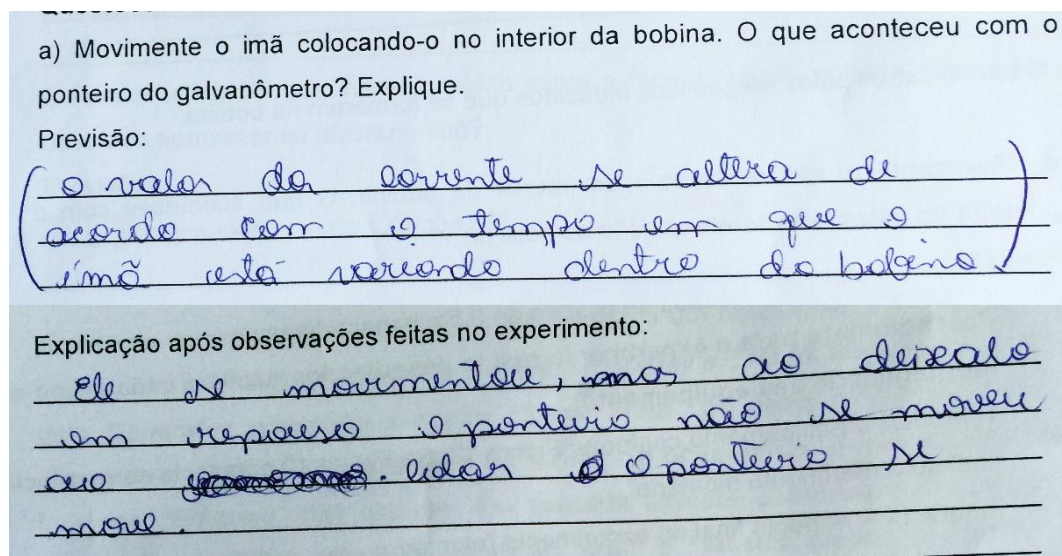 a) Movimente o imã colocando-o no interior da bobina. O que aconteceu com o
ponteiro do galvanômetro? Explique.
Previsão:
(o valor da corrente se altera de
acordo com o tempo em que o
ímã está variando dentro da bobina.)
Explicação após observações feitas no experimento:
Ele se movimentou, mas ao deixalo
em repouso o ponteiro não se moveu
ao o ponteiro se
move